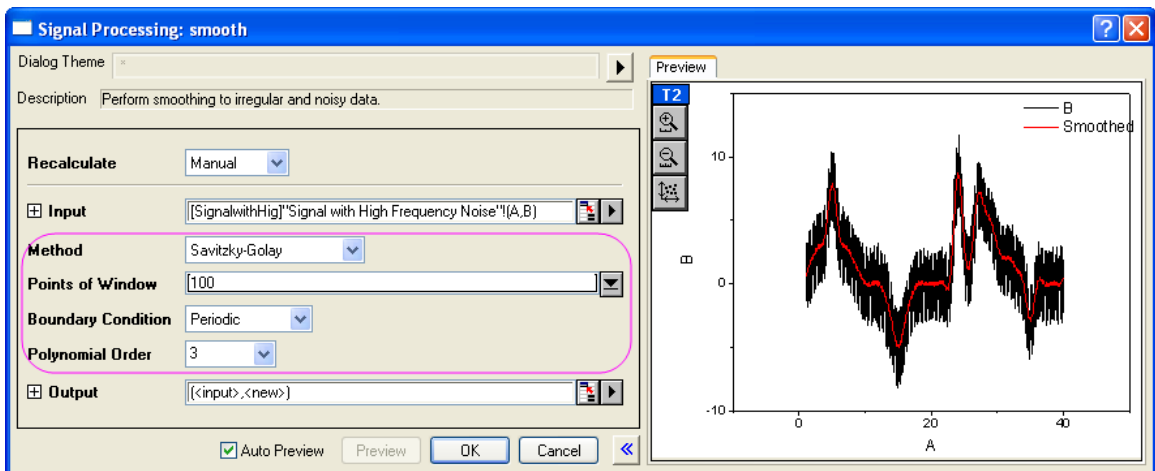 Signal Processing: smooth
Dialog Theme *
Description Perform smoothing to irregular and noisy data.
Recalculate Manual
Input [SignalwithHig]"Signal with High Frequency Noise"!(A,B)
Method Savitzky-Golay
Points of Window 100
Boundary Condition Periodic
Polynomial Order 3
Output (<input>,<new>)
Auto Preview Preview OK Cancel
Preview
T2
B
Smoothed
10
0
-10
B
0 20 40
A